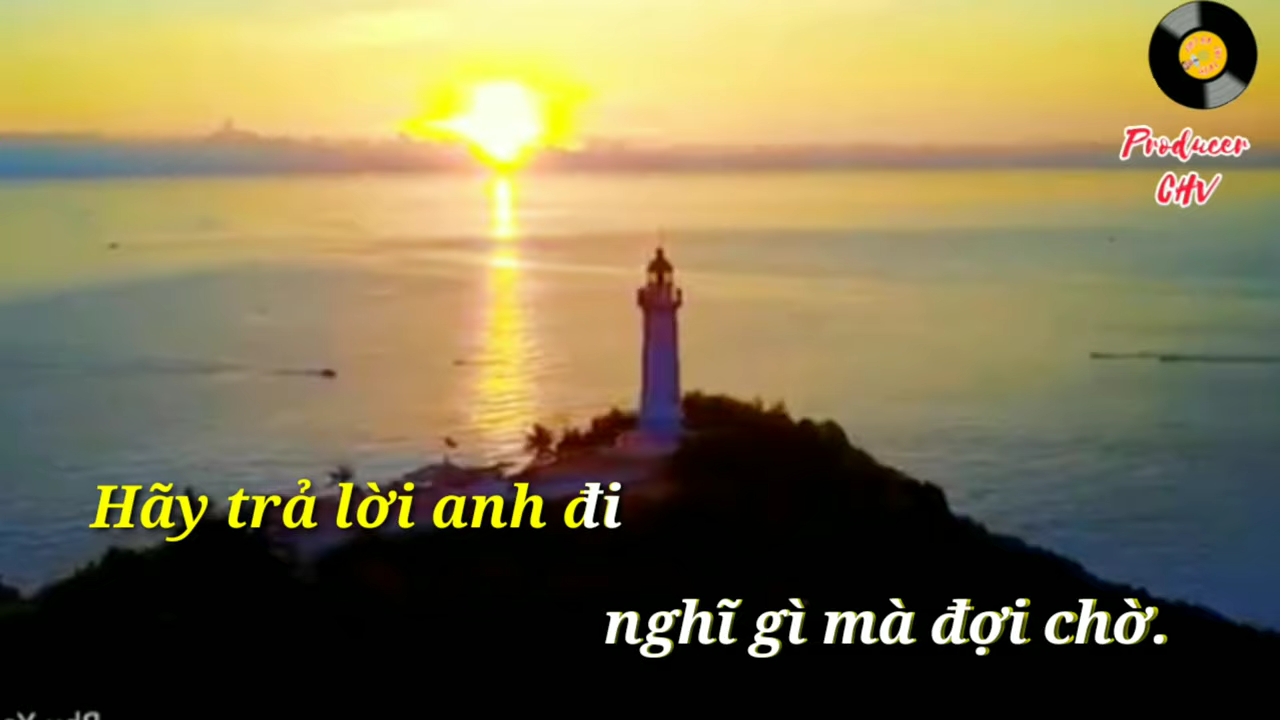 Producer
CHV
Hãy trả lời anh đi
nghĩ gì mà đợi chờ.